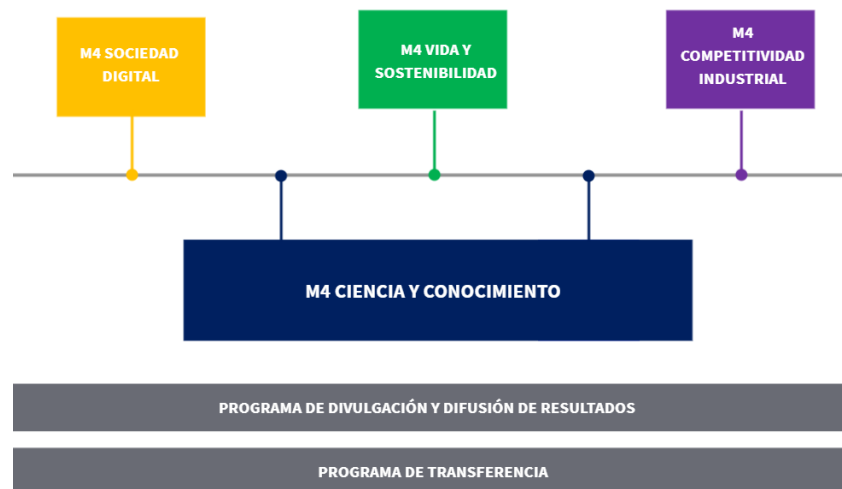 M4 SOCIEDAD
DIGITAL
M4 VIDA Y
SOSTENIBILIDAD
M4
COMPETITIVIDAD
INDUSTRIAL
M4 CIENCIA Y CONOCIMIENTO
PROGRAMA DE DIVULGACIÓN Y DIFUSIÓN DE RESULTADOS
PROGRAMA DE TRANSFERENCIA